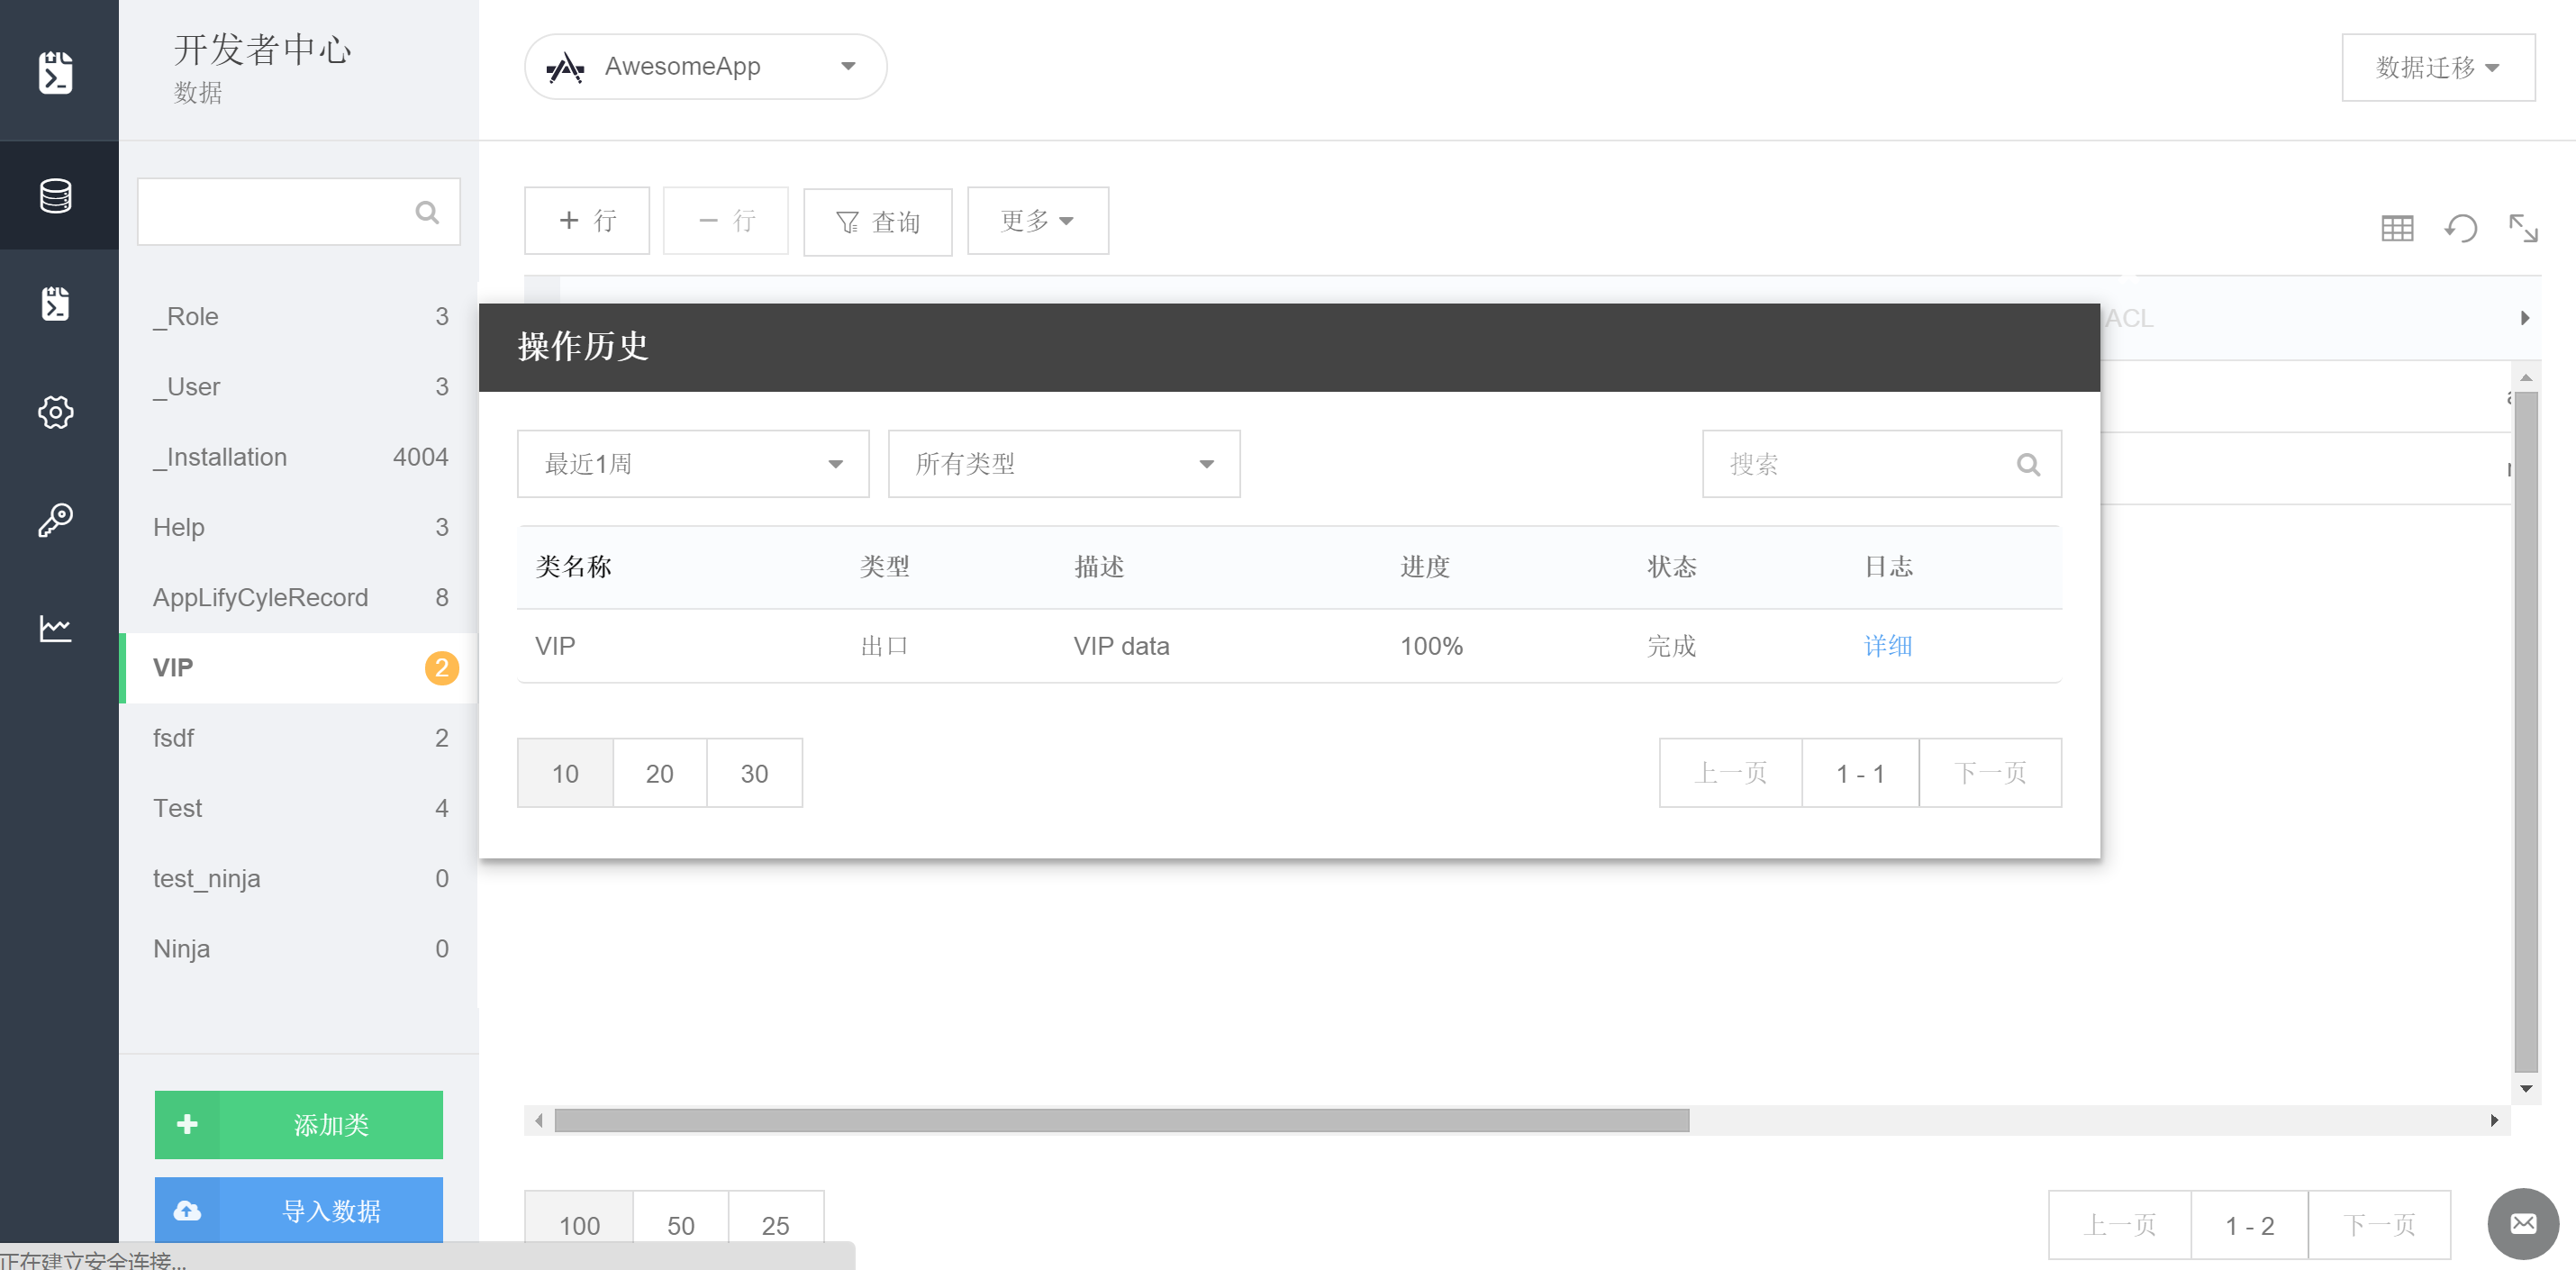 开发者中心
数据
AwesomeApp
数据迁移
+ 行
- 行
查询
更多
_Role 3
_User 3
_Installation 4004
Help 3
AppLifyCyleRecord 8
VIP 2
fsdf 2
Test 4
test_ninja 0
Ninja 0
添加类
导入数据
ACL
操作历史
最近1周
所有类型
搜索
类名称 类型 描述 进度 状态 日志
VIP 出口 VIP data 100% 完成 详细
10 20 30
上一页 1 - 1 下一页
100 50 25
上一页 1 - 2 下一页
正在建立安全连接...